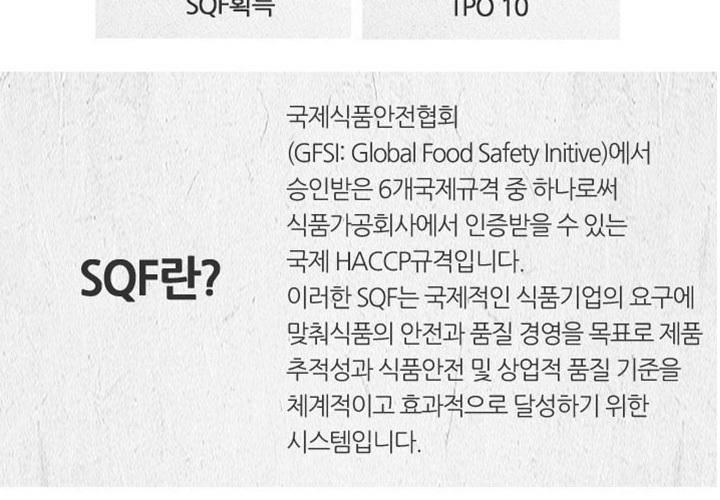 SQF획득
TPO 10
국제식품안전협회
(GFSI: Global Food Safety Initive)에서
승인받은 6개국제규격 중 하나로써
식품가공회사에서 인증받을 수 있는
국제 HACCP규격입니다.
SQF란?
이러한 SQF는 국제적인 식품기업의 요구에
맞춰식품의 안전과 품질 경영을 목표로 제품
추적성과 식품안전 및 상업적 품질 기준을
체계적이고 효과적으로 달성하기 위한
시스템입니다.